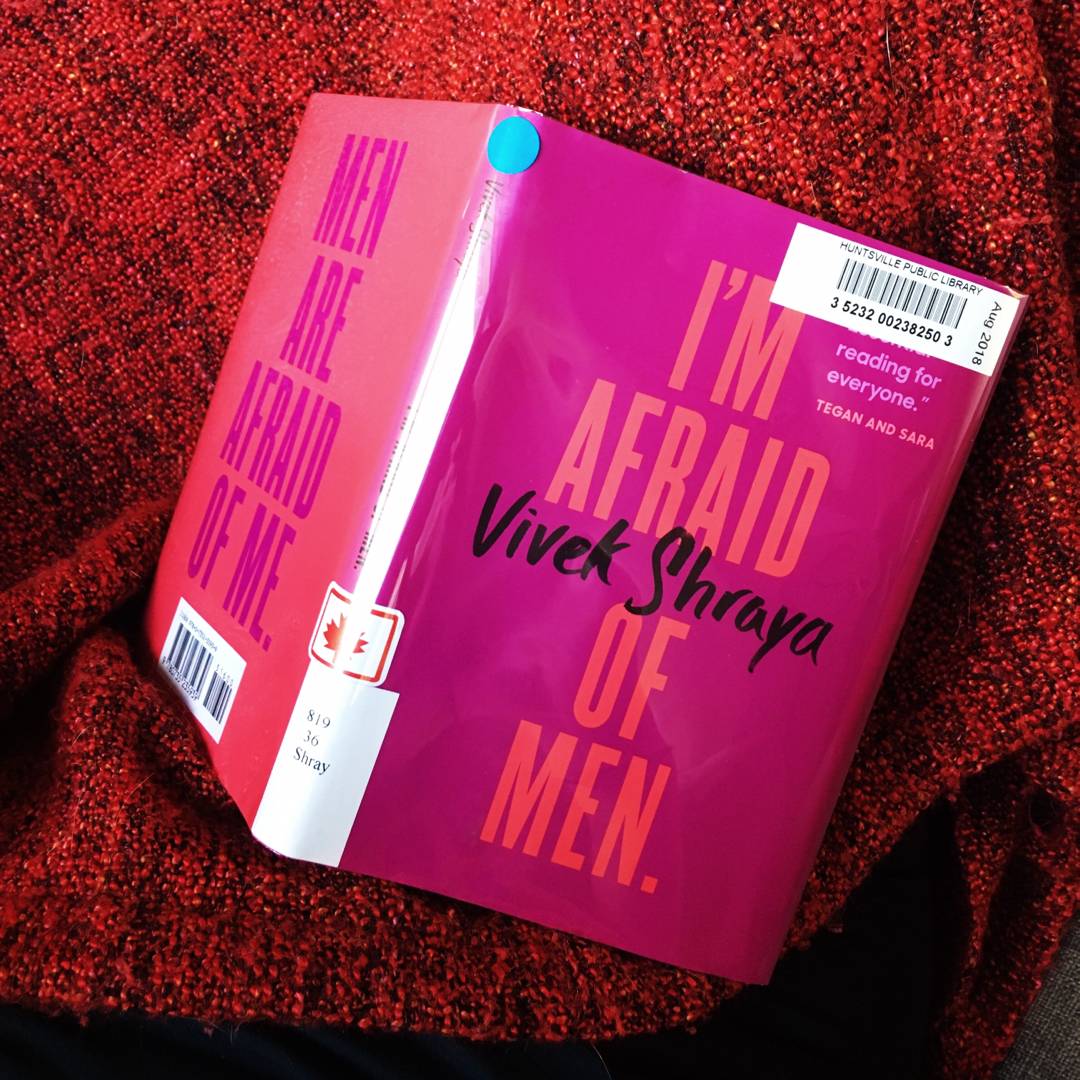 MEN
ARE
AFRAID
OF ME.
819
36
Shray
HUNTSVILLE PUBLIC LIBRARY
3 5232 00238250 3
Aug 2018
reading for
everyone.”
TEGAN AND SARA
I’M
AFRAID
Vivek Shraya
OF
MEN.